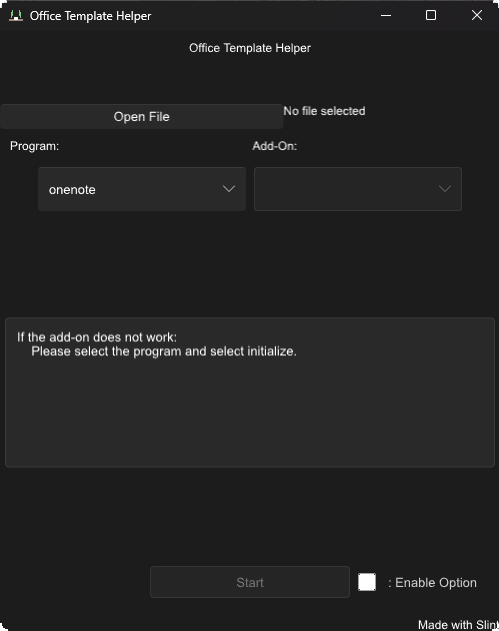 Office Template Helper
Office Template Helper
Open File
No file selected
Program:
Add-On:
onenote
If the add-on does not work:
Please select the program and select initialize.
Start
: Enable Option
Made with Slint